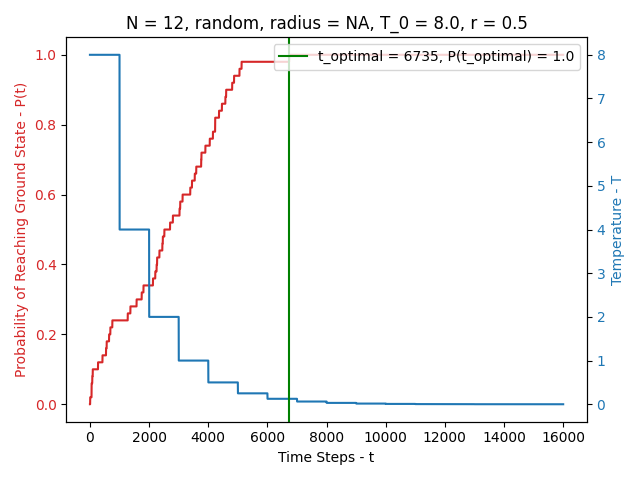 N = 12, random, radius = NA, T_0 = 8.0, r = 0.5
t_optimal = 6735, P(t_optimal) = 1.0
Probability of Reaching Ground State - P(t)
1.0
0.8
0.6
0.4
0.2
0.0
8
7
6
5
4
3
2
1
0
Temperature - T
0 2000 4000 6000 8000 10000 12000 14000 16000
Time Steps - t